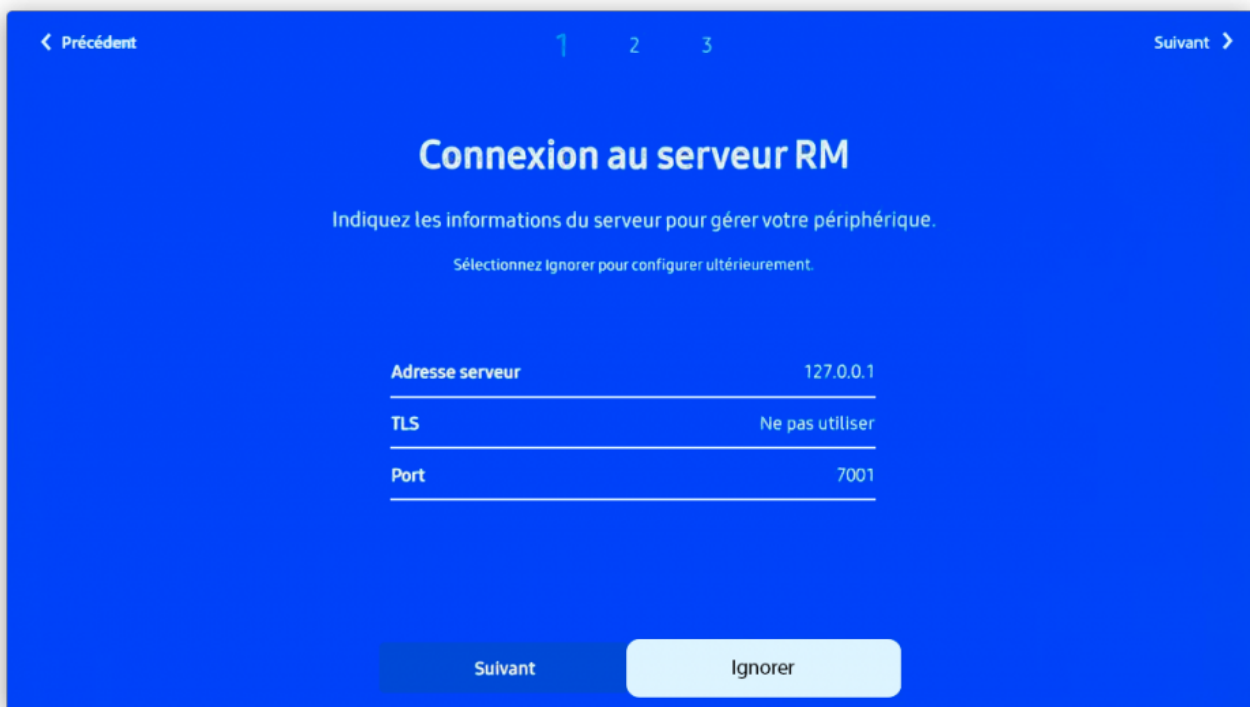 Précédent
1 2 3
Suivant
Connexion au serveur RM
Indiquez les informations du serveur pour gérer votre périphérique.
Sélectionnez Ignorer pour configurer ultérieurement.
Adresse serveur 127.0.0.1
TLS Ne pas utiliser
Port 7001
Suivant Ignorer